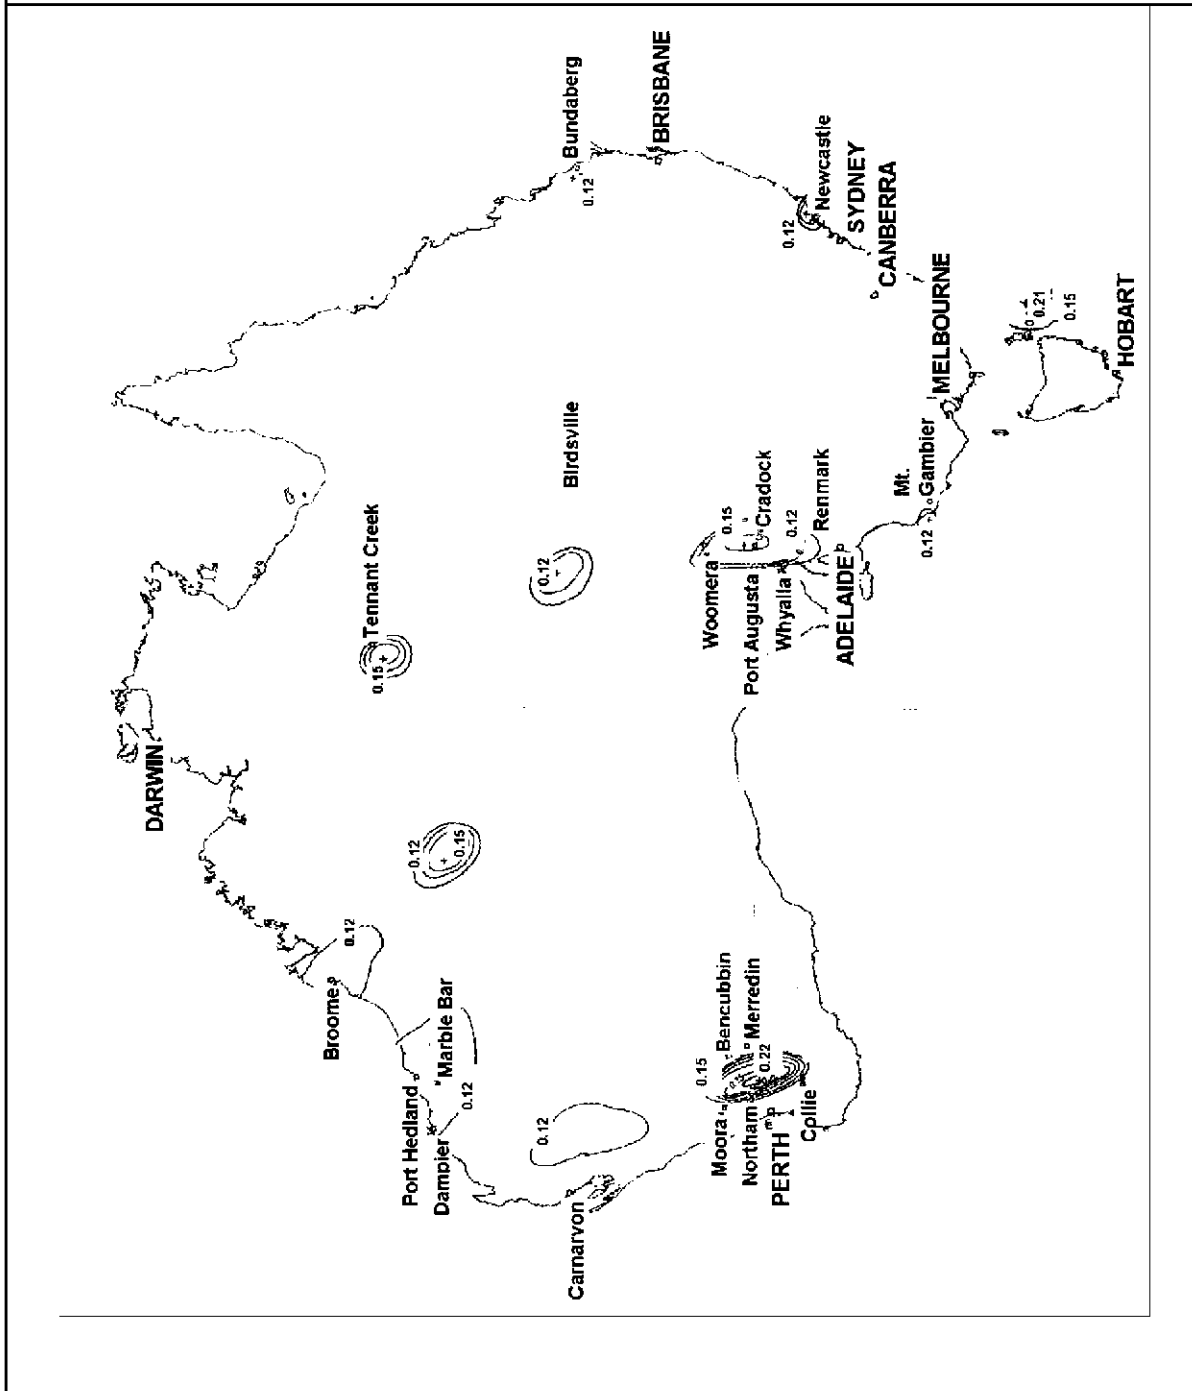 DARWIN
Broome
0.12
Port Hedland
Dampier
Marble Bar
0.12
Carnarvon
0.12
0.12
0.15
0.15
Tennant Creek
0.12
Birdsville
Bundaberg
0.12
BRISBANE
0.12
Newcastle
SYDNEY
CANBERRA
Woomera
Port Augusta
Whyalla
ADELAIDE
0.15
Cradock
0.12
Renmark
Mt.
Gambier
0.12
MELBOURNE
0.21
0.15
HOBART
0.15
Moora
Northam
PERTH
Collie
Bencubbin
Merredin
0.22